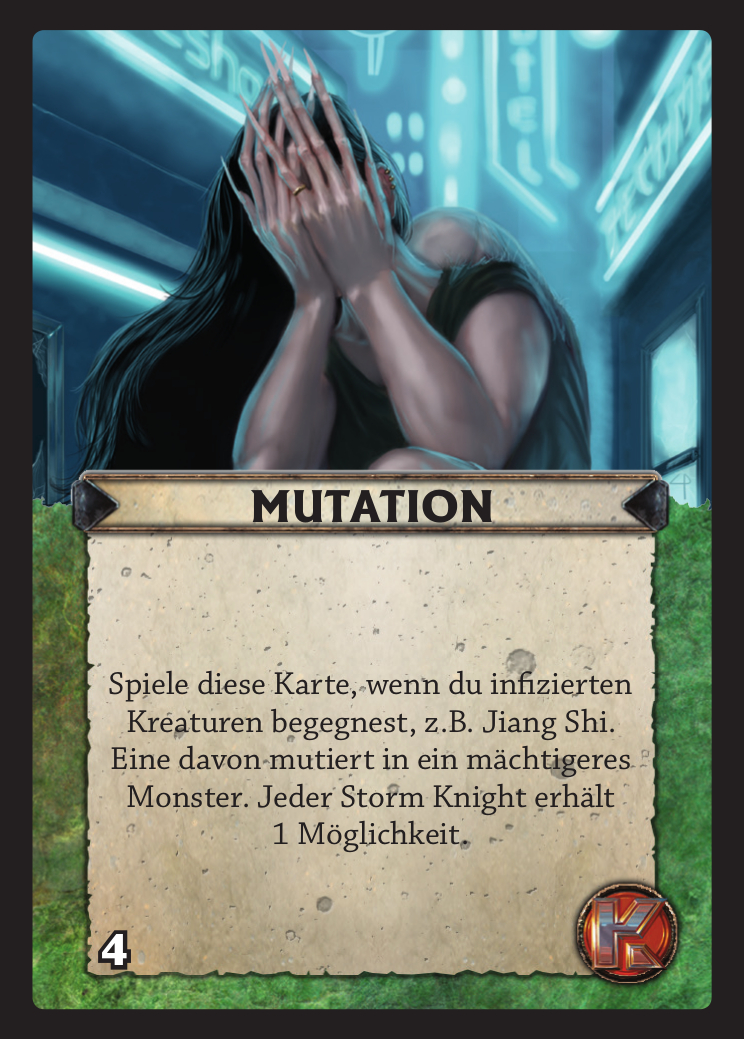 MUTATION
Spiele diese Karte, wenn du infizierten
Kreaturen begegnest, z.B. Jiang Shi.
Eine davon mutiert in ein mächtigeres
Monster. Jeder Storm Knight erhält
1 Möglichkeit.
4
K